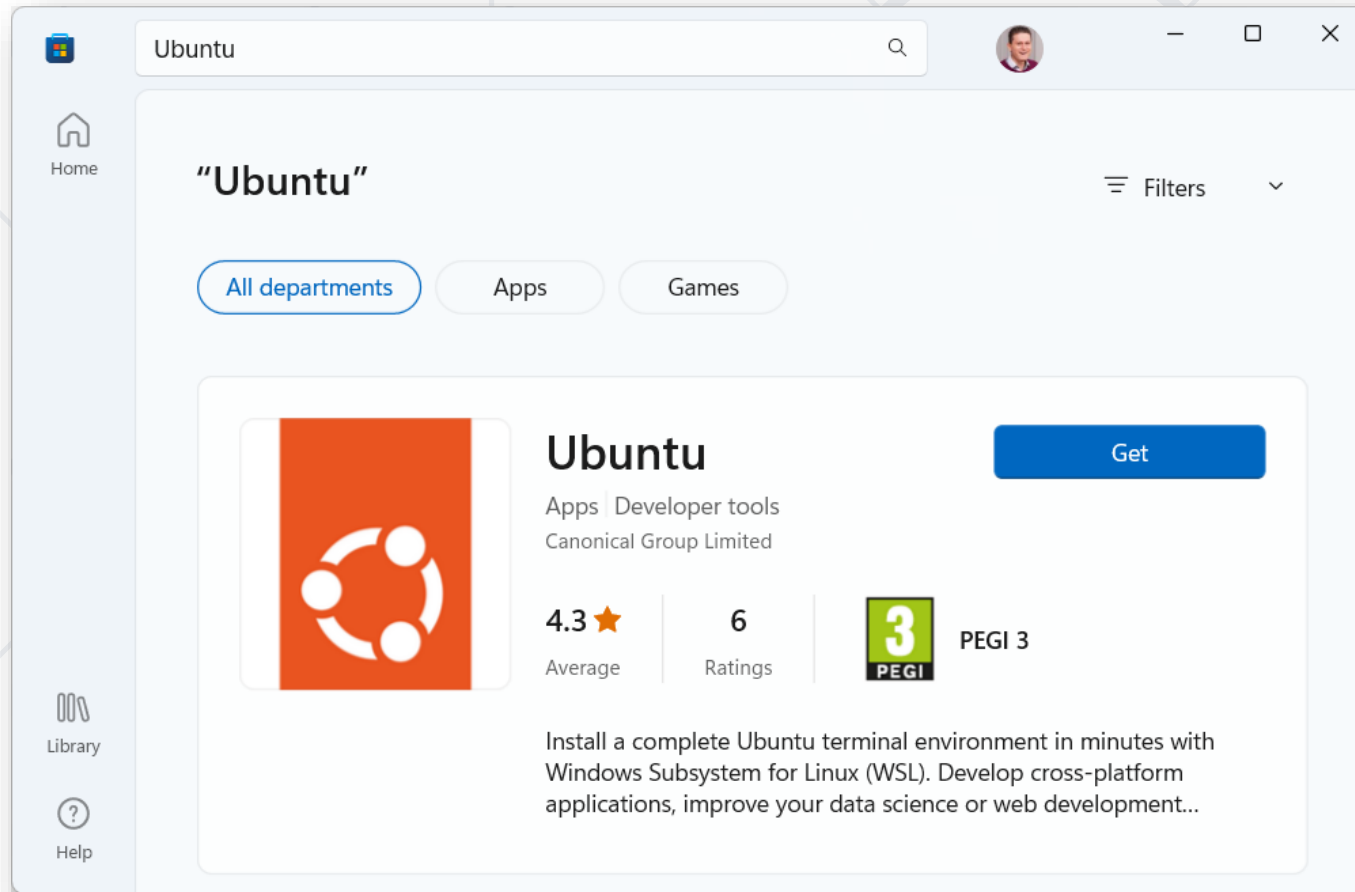 Ubuntu
Home
“Ubuntu”
Filters
All departments
Apps
Games
Ubuntu
Get
Apps Developer tools
Canonical Group Limited
4.3
6
3
PEGI
PEGI 3
Average
Ratings
Install a complete Ubuntu terminal environment in minutes with
Windows Subsystem for Linux (WSL). Develop cross-platform
applications, improve your data science or web development...
Library
Help